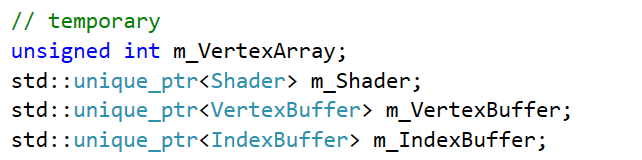 // temporary
unsigned int m_VertexArray;
std::unique_ptr<Shader> m_Shader;
std::unique_ptr<VertexBuffer> m_VertexBuffer;
std::unique_ptr<IndexBuffer> m_IndexBuffer;